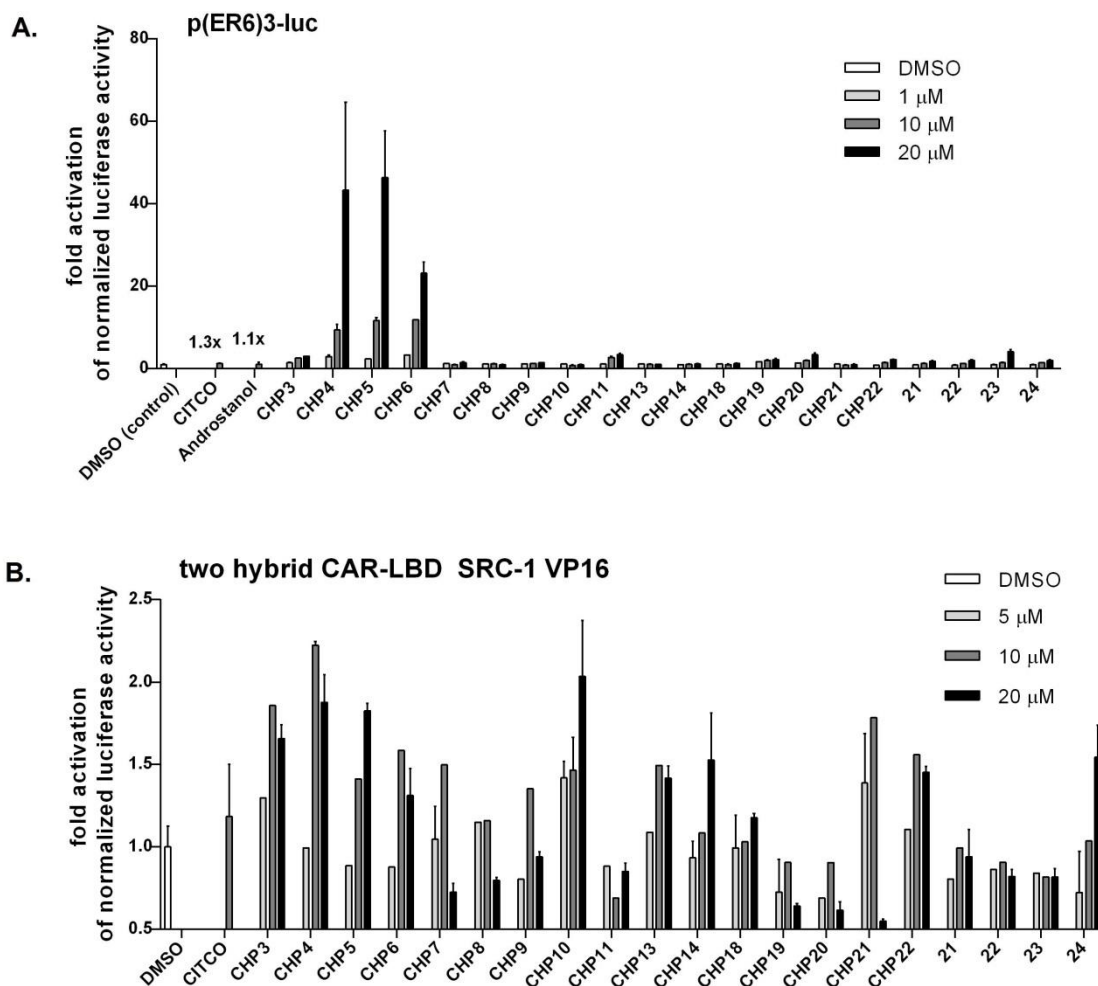 A.
p(ER6)3-luc
fold activation
of normalized luciferase activity
80
60
40
20
0
DMSO
1 μM
10 μM
20 μM
1.3x
1.1x
DMSO (control)
CITCO
Androstanol
CHP3
CHP4
CHP5
CHP6
CHP7
CHP8
CHP9
CHP10
CHP11
CHP13
CHP14
CHP18
CHP19
CHP20
CHP21
CHP22
21
22
23
24
B.
two hybrid CAR-LBD SRC-1 VP16
fold activation
of normalized luciferase activity
2.5
2.0
1.5
1.0
0.5
DMSO
5 μM
10 μM
20 μM
DMSO
CITCO
CHP3
CHP4
CHP5
CHP6
CHP7
CHP8
CHP9
CHP10
CHP11
CHP13
CHP14
CHP18
CHP19
CHP20
CHP21
CHP22
21
22
23
24